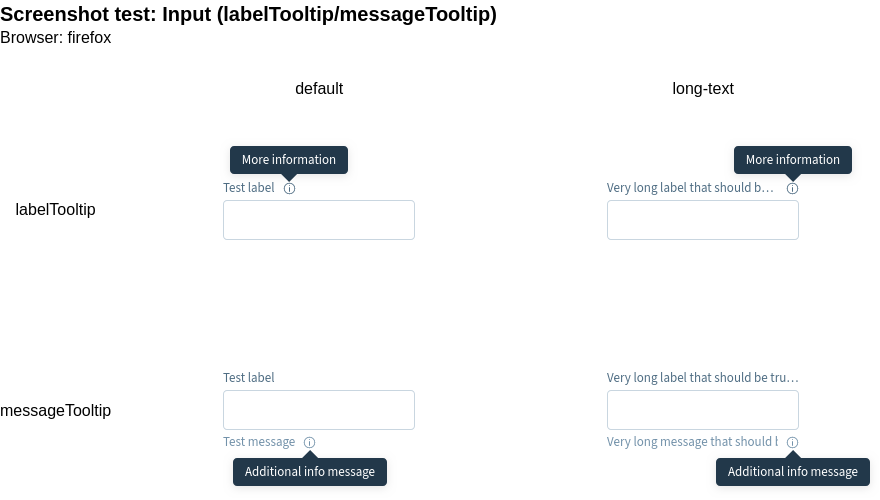 Screenshot test: Input (labelTooltip/messageTooltip)
Browser: firefox
default long-text
More information More information
Test label Very long label that should b…
labelTooltip
Test label Very long label that should be tru…
messageTooltip
Test message Very long message that should
Additional info message Additional info message